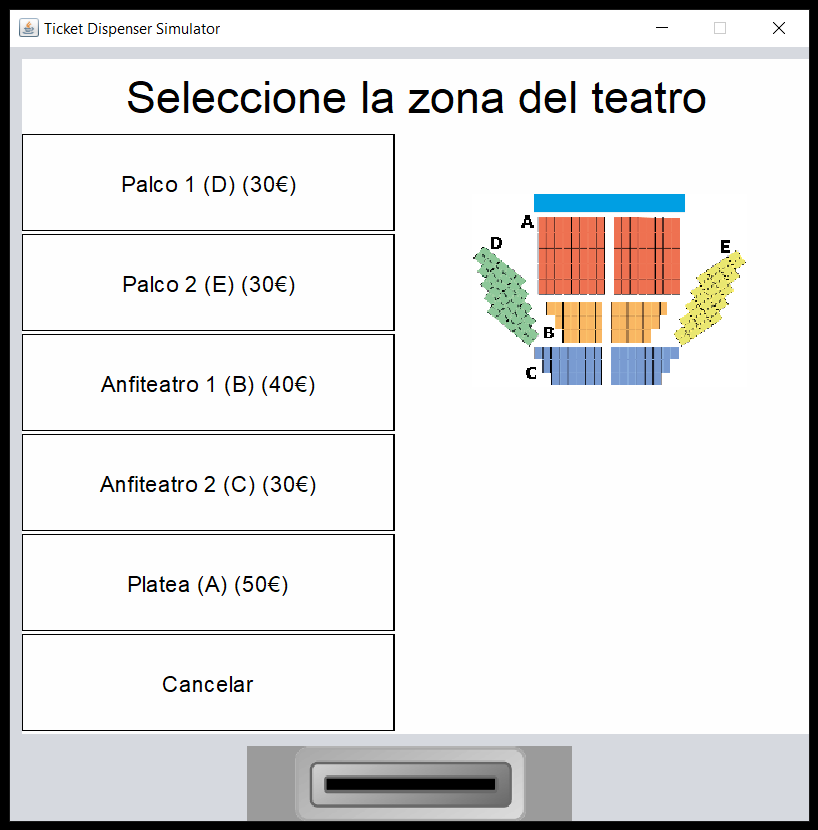 Ticket Dispenser Simulator
Seleccione la zona del teatro
Palco 1 (D) (30€)
Palco 2 (E) (30€)
Anfiteatro 1 (B) (40€)
Anfiteatro 2 (C) (30€)
Platea (A) (50€)
Cancelar
A
D
E
B
C